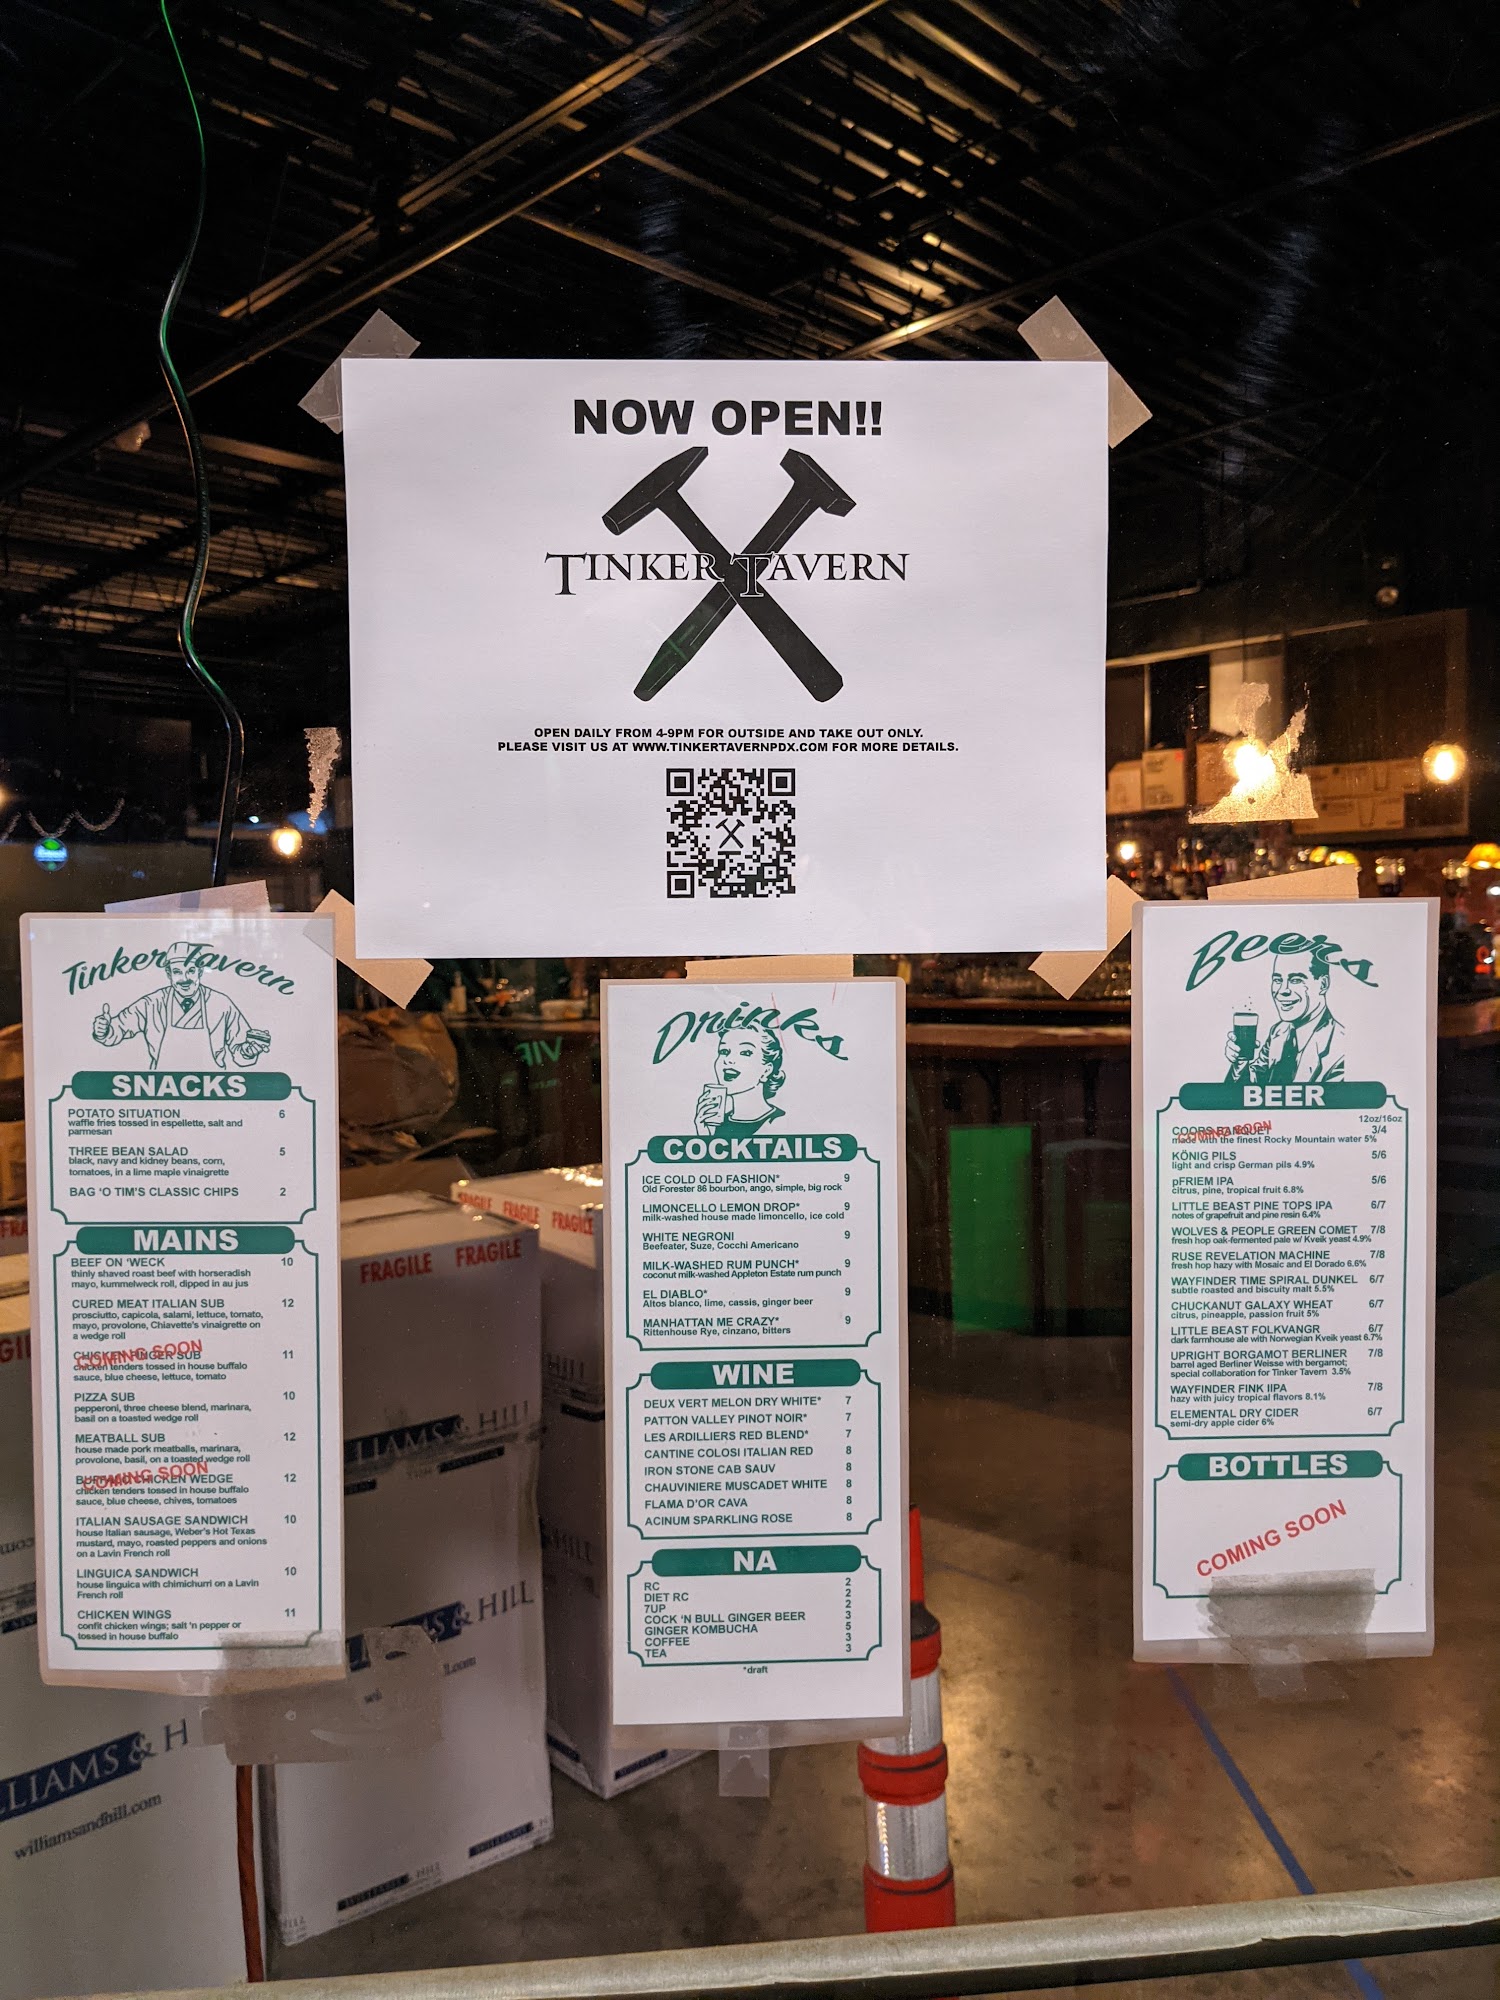 NOW OPEN!!
TINKER TAVERN
OPEN DAILY FROM 4-9PM FOR OUTSIDE AND TAKE OUT ONLY.
PLEASE VISIT US AT WWW.TINKERTAVERNPDX.COM FOR MORE DETAILS.
Tinker Tavern
SNACKS
POTATO SITUATION 6
waffle fries tossed in espellette, salt and
parmesan
THREE BEAN SALAD 5
black, navy and kidney beans, corn,
tomatoes, in a lime maple vinaigrette
BAG 'O TIM'S CLASSIC CHIPS 2
MAINS
BEEF ON 'WECK 10
thinly shaved roast beef with horseradish
mayo, kummelweck roll, dipped in au jus
CURED MEAT ITALIAN SUB 12
prosciutto, capicola, salami, lettuce, tomato,
mayo, provolone, Chiavette's vinaigrette on
a wedge roll
COMING SOON
CHICKEN FINGER SUB 11
chicken tenders tossed in house buffalo
sauce, blue cheese, lettuce, tomato
PIZZA SUB 10
pepperoni, three cheese blend, marinara,
basil on a toasted wedge roll
MEATBALL SUB 12
house made pork meatballs, marinara,
provolone, basil, on a toasted wedge roll
COMING SOON
BUFFALO CHICKEN WEDGE 12
chicken tenders tossed in house buffalo
sauce, blue cheese, chives, tomatoes
ITALIAN SAUSAGE SANDWICH 10
house Italian sausage, Weber's Hot Texas
mustard, mayo, roasted peppers and onions
on a Lavin French roll
LINGUICA SANDWICH 10
house linguica with chimichurri on a Lavin
French roll
CHICKEN WINGS 11
confit chicken wings; salt 'n pepper or
tossed in house buffalo
Drinks
COCKTAILS
ICE COLD OLD FASHION* 9
Old Forester 86 bourbon, ango, simple, big rock
LIMONCELLO LEMON DROP* 9
milk-washed house made limoncello, ice cold
WHITE NEGRONI 9
Beefeater, Suze, Cocchi Americano
MILK-WASHED RUM PUNCH* 9
coconut milk-washed Appleton Estate rum punch
EL DIABLO* 9
Altos blanco, lime, cassis, ginger beer
MANHATTAN ME CRAZY* 9
Rittenhouse Rye, cinzano, bitters
WINE
DEUX VERT MELON DRY WHITE* 7
PATTON VALLEY PINOT NOIR* 7
LES ARDILLIERS RED BLEND* 7
CANTINE COLOSI ITALIAN RED 8
IRON STONE CAB SAUV 8
CHAUVINIERE MUSCADET WHITE 8
FLAMA D'OR CAVA 8
ACINUM SPARKLING ROSE 8
NA
RC 2
DIET RC 2
7UP 2
COCK 'N BULL GINGER BEER 3
GINGER KOMBUCHA 5
COFFEE 3
TEA 3
*draft
Beers
BEER
12oz/16oz
COMING SOON
COORS BANQUET 3/4
made with the finest Rocky Mountain water 5%
KÖNIG PILS 5/6
light and crisp German pils 4.9%
pFRIEM IPA 5/6
citrus, pine, tropical fruit 6.8%
LITTLE BEAST PINE TOPS IPA 6/7
notes of grapefruit and pine resin 6.4%
WOLVES & PEOPLE GREEN COMET 7/8
fresh hop oak-fermented pale w/ Kveik yeast 4.9%
RUSE REVELATION MACHINE 7/8
fresh hop hazy with Mosaic and El Dorado 6.6%
WAYFINDER TIME SPIRAL DUNKEL 6/7
subtle roasted and biscuity malt 5.5%
CHUCKANUT GALAXY WHEAT 6/7
citrus, pineapple, passion fruit 5%
LITTLE BEAST FOLKVANGR 6/7
dark farmhouse ale with Norwegian Kveik yeast 6.7%
UPRIGHT BORGAMOT BERLINER 7/8
barrel aged Berliner Weisse with bergamot;
special collaboration for Tinker Tavern 3.5%
WAYFINDER FINK IIPA 7/8
hazy with juicy tropical flavors 8.1%
ELEMENTAL DRY CIDER 6/7
semi-dry apple cider 6%
BOTTLES
COMING SOON
FRAGILE FRAGILE FRAGILE
FRAGILE FRAGILE
LLIAMS & HILL
LLIAMS & H
williamsandhill.com